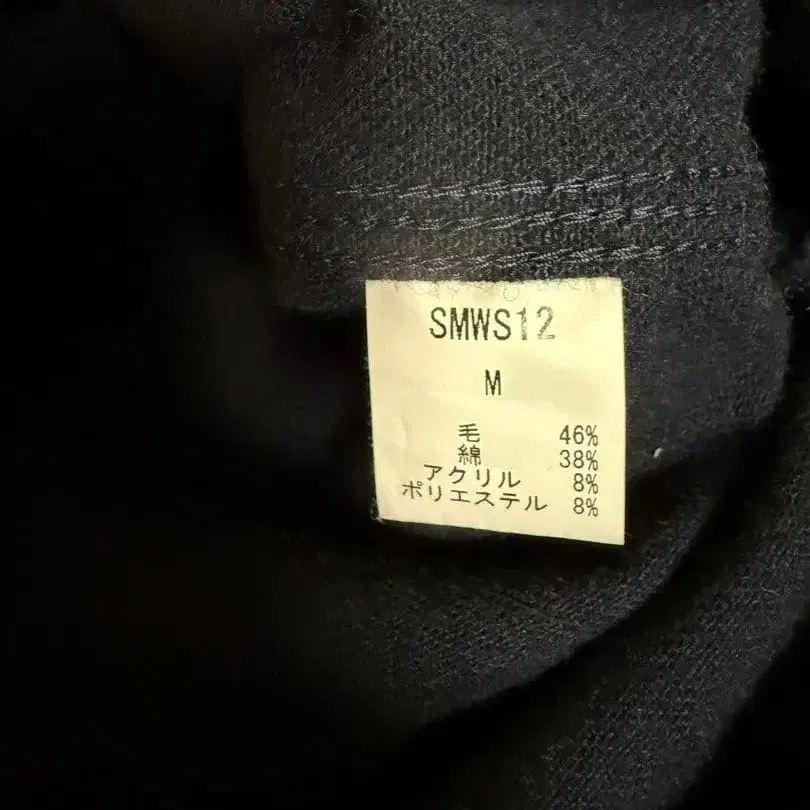 SMWS12
M
毛 46%
綿 38%
アクリル 8%
ポリエステル 8%